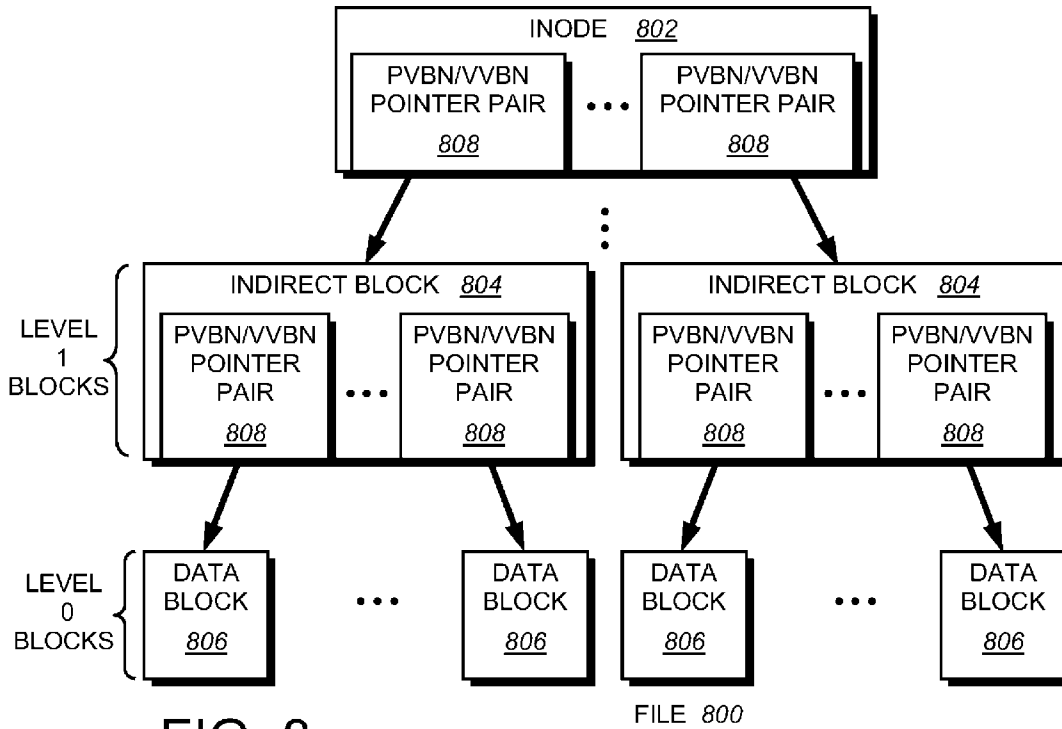 INODE 802
PVBN/VVBN
POINTER PAIR
808
PVBN/VVBN
POINTER PAIR
808
LEVEL
1
BLOCKS
INDIRECT BLOCK 804
PVBN/VVBN
POINTER
PAIR
808
PVBN/VVBN
POINTER
PAIR
808
INDIRECT BLOCK 804
PVBN/VVBN
POINTER
PAIR
808
PVBN/VVBN
POINTER
PAIR
808
LEVEL
0
BLOCKS
DATA
BLOCK
806
DATA
BLOCK
806
DATA
BLOCK
806
DATA
BLOCK
806
FILE 800